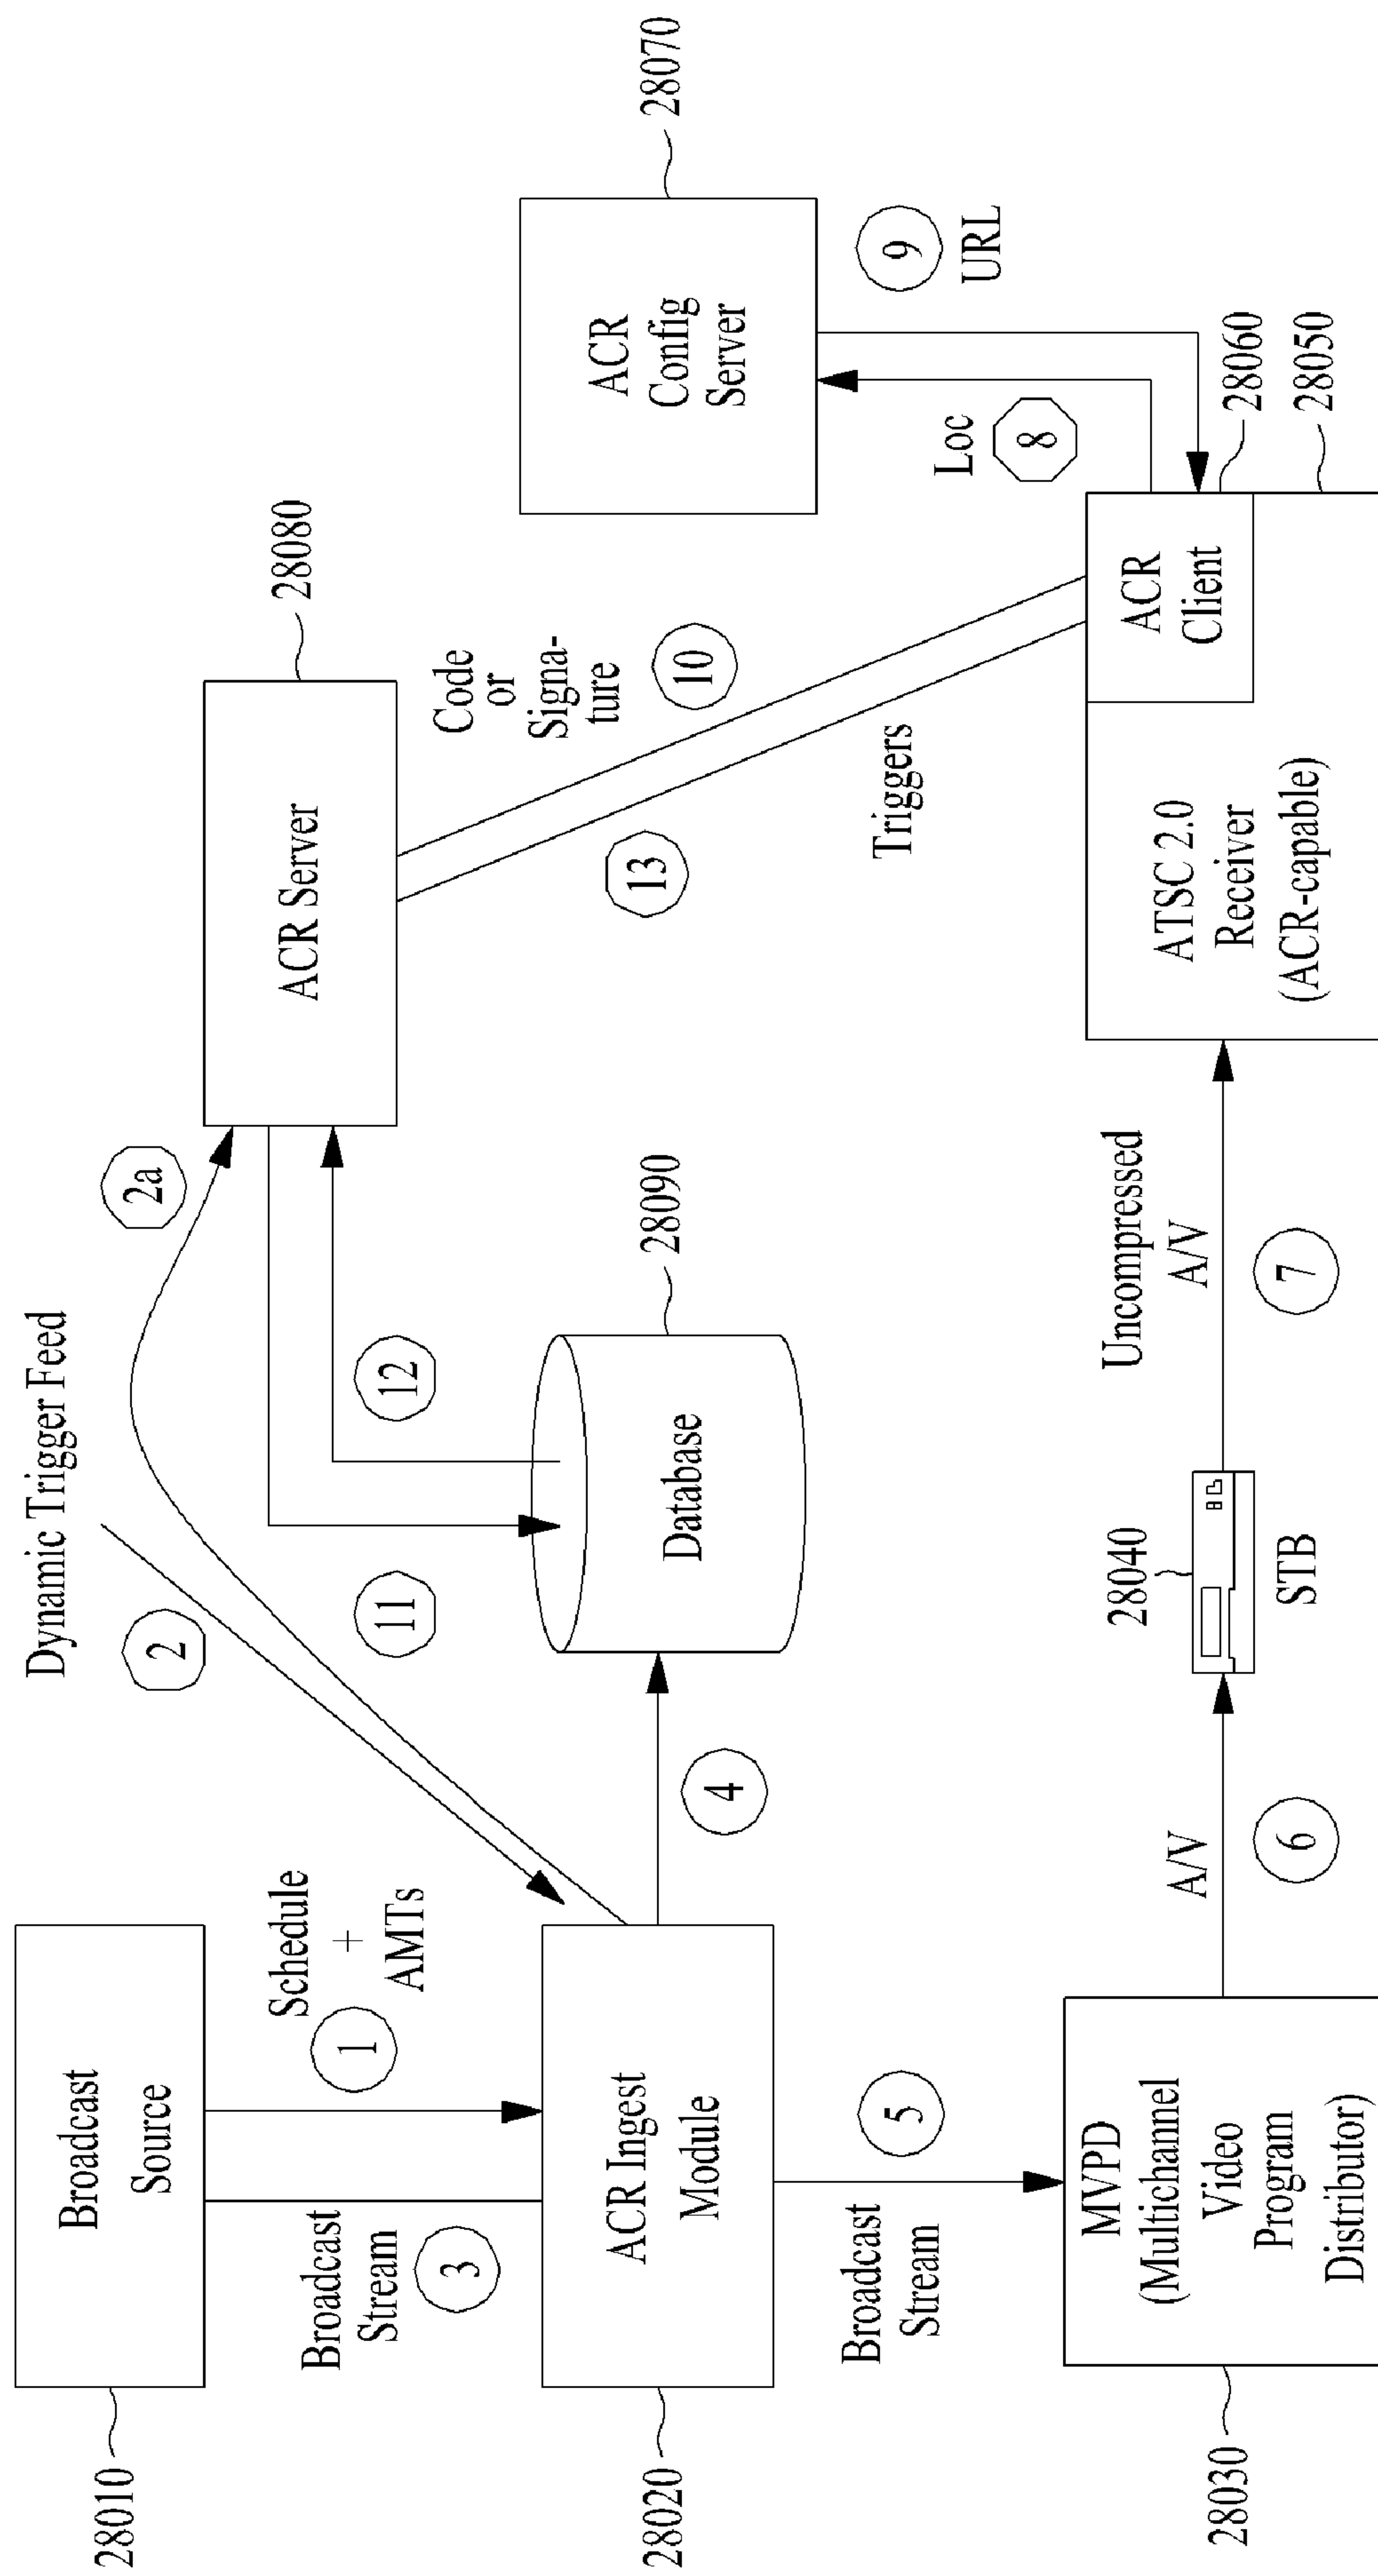 Broadcast
Source
28010
Schedule
+
AMTs
1
Broadcast
Stream
3
Dynamic Trigger Feed
2
2a
ACR Ingest
Module
28020
4
Database
28090
11
12
ACR Server
28080
Code
or
Signa-
ture
10
13
Triggers
ACR
Config
Server
28070
9
URL
Loc
8
Broadcast
Stream
5
MVPD
(Multichannel
Video
Program
Distributor)
28030
A/V
6
28040
STB
Uncompressed
A/V
7
ATSC 2.0
Receiver
(ACR-capable)
ACR
Client
28060
28050